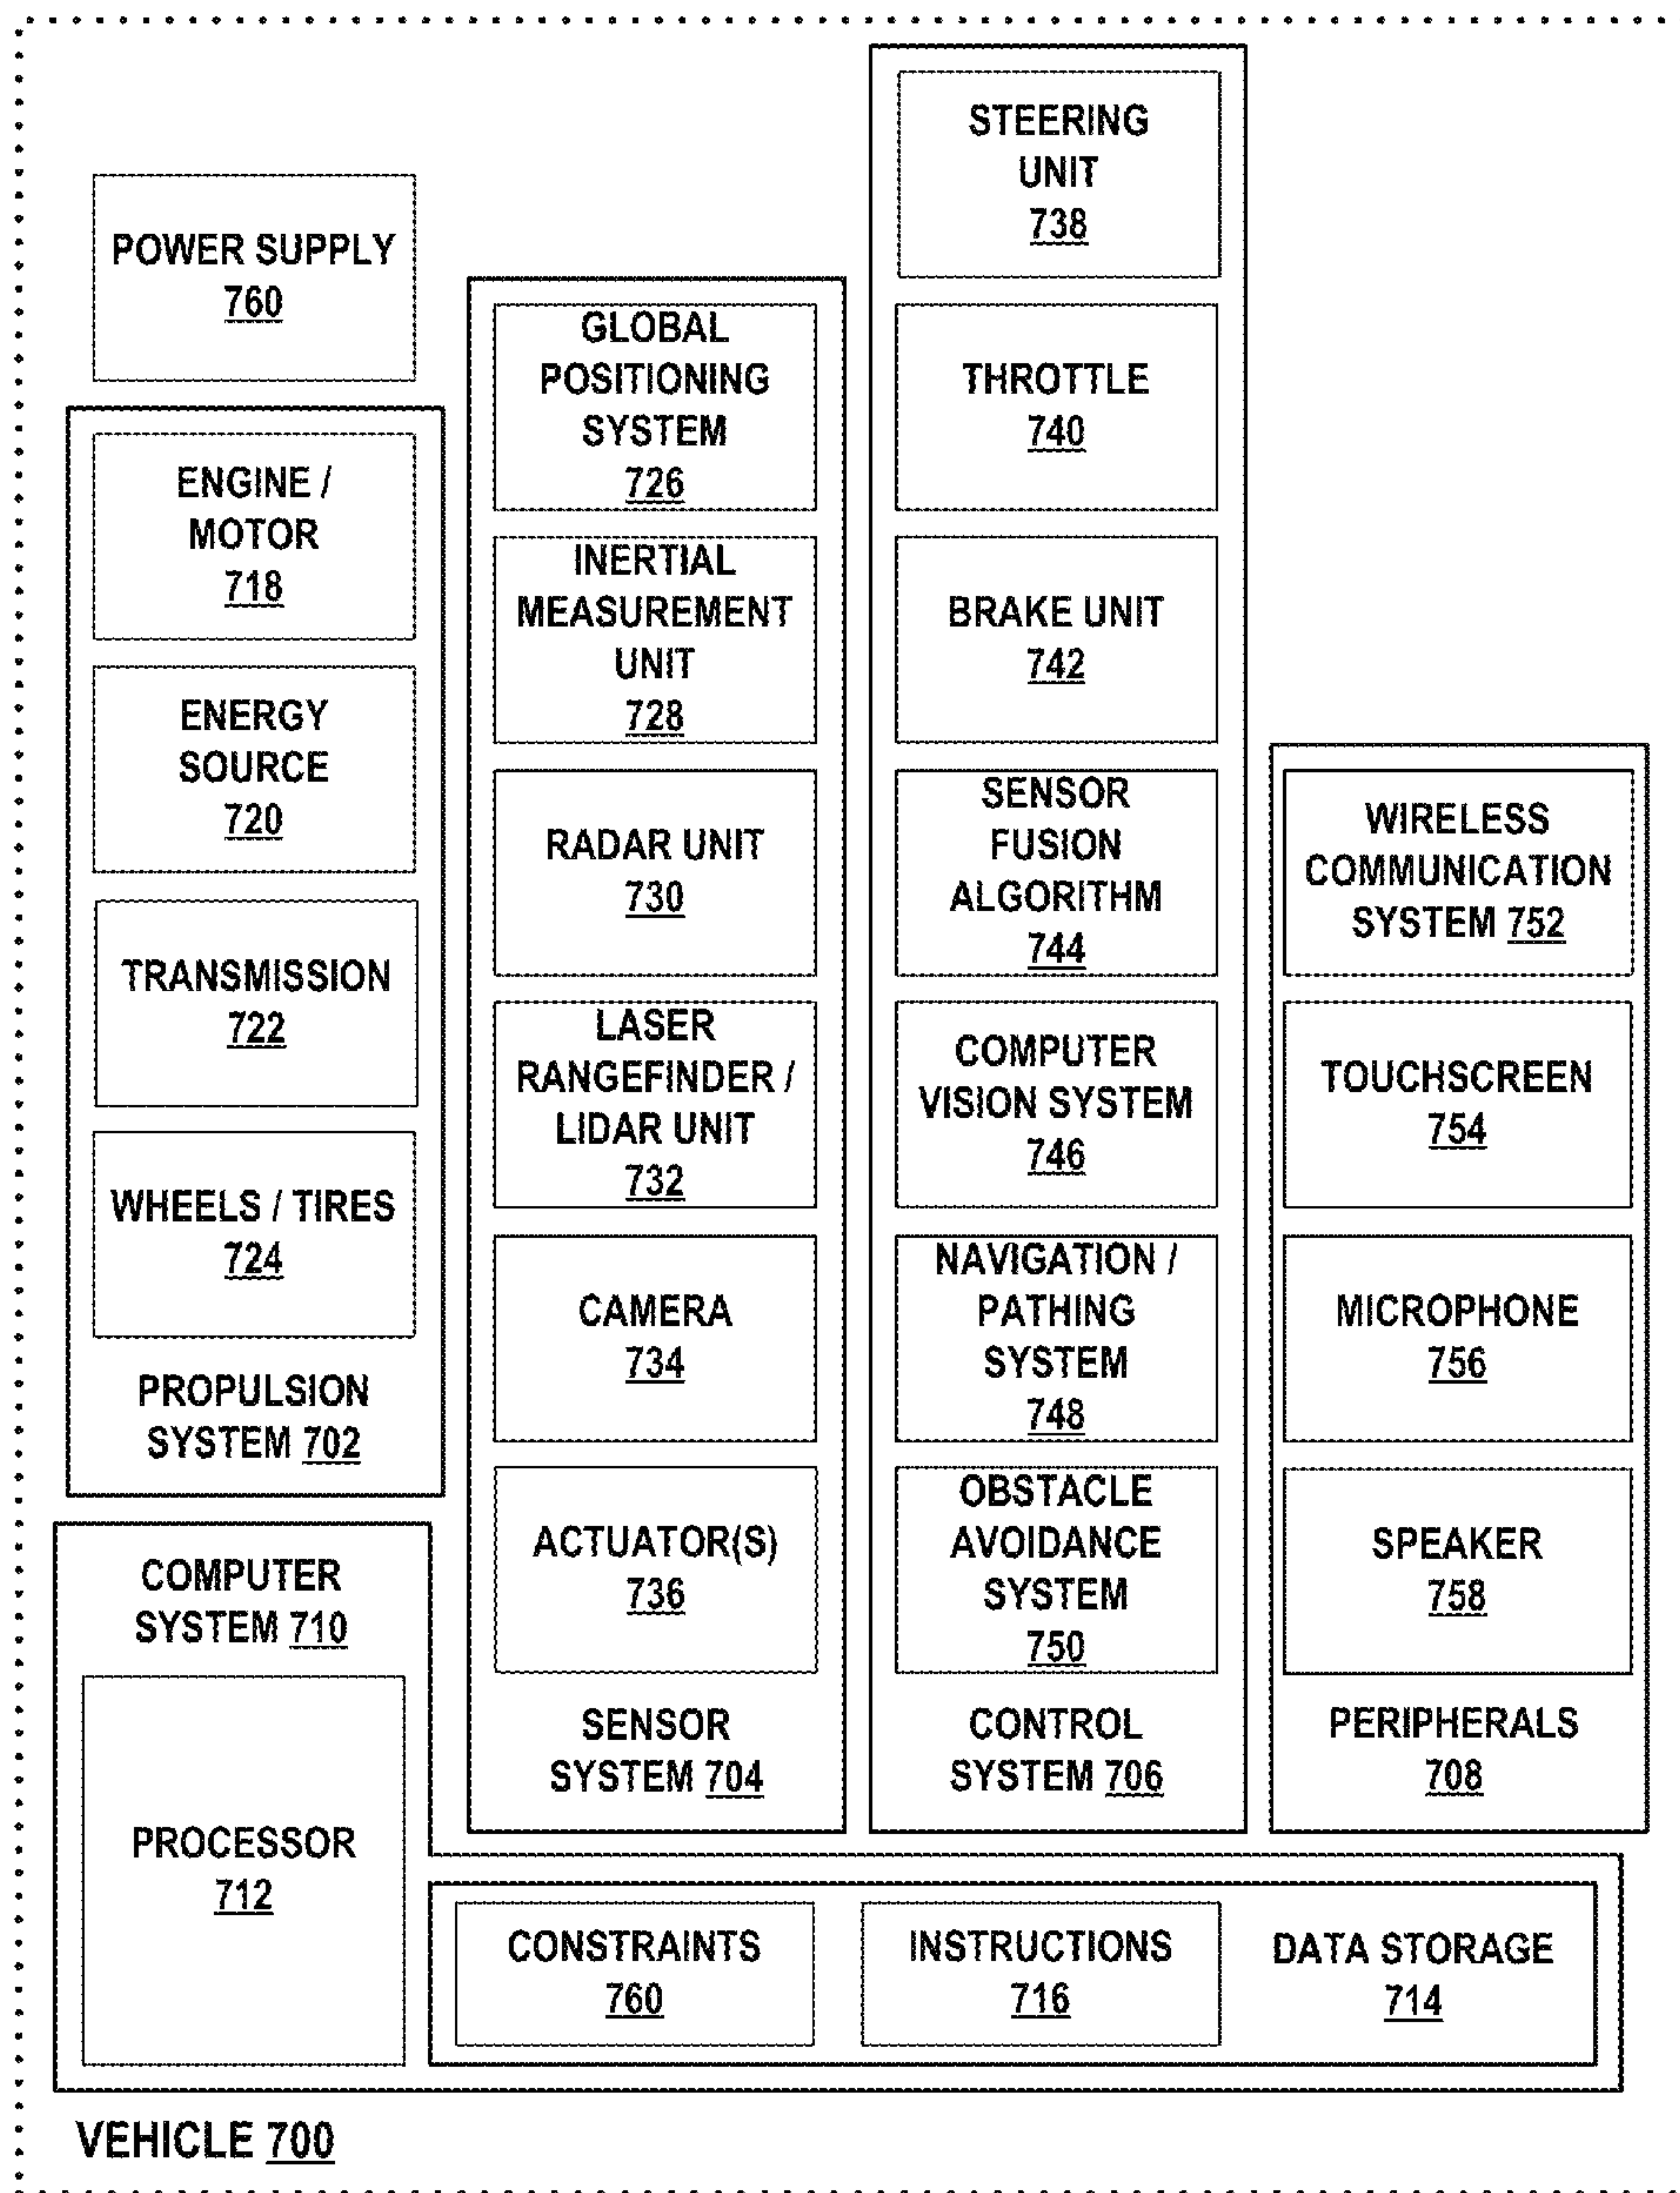 POWER SUPPLY
760
ENGINE /
MOTOR
718
ENERGY
SOURCE
720
TRANSMISSION
722
WHEELS / TIRES
724
PROPULSION
SYSTEM 702
GLOBAL
POSITIONING
SYSTEM
726
INERTIAL
MEASUREMENT
UNIT
728
RADAR UNIT
730
LASER
RANGEFINDER /
LIDAR UNIT
732
CAMERA
734
ACTUATOR(S)
736
SENSOR
SYSTEM 704
STEERING
UNIT
738
THROTTLE
740
BRAKE UNIT
742
SENSOR
FUSION
ALGORITHM
744
COMPUTER
VISION SYSTEM
746
NAVIGATION /
PATHING
SYSTEM
748
OBSTACLE
AVOIDANCE
SYSTEM
750
CONTROL
SYSTEM 706
WIRELESS
COMMUNICATION
SYSTEM 752
TOUCHSCREEN
754
MICROPHONE
756
SPEAKER
758
PERIPHERALS
708
COMPUTER
SYSTEM 710
PROCESSOR
712
CONSTRAINTS
760
INSTRUCTIONS
716
DATA STORAGE
714
VEHICLE 700